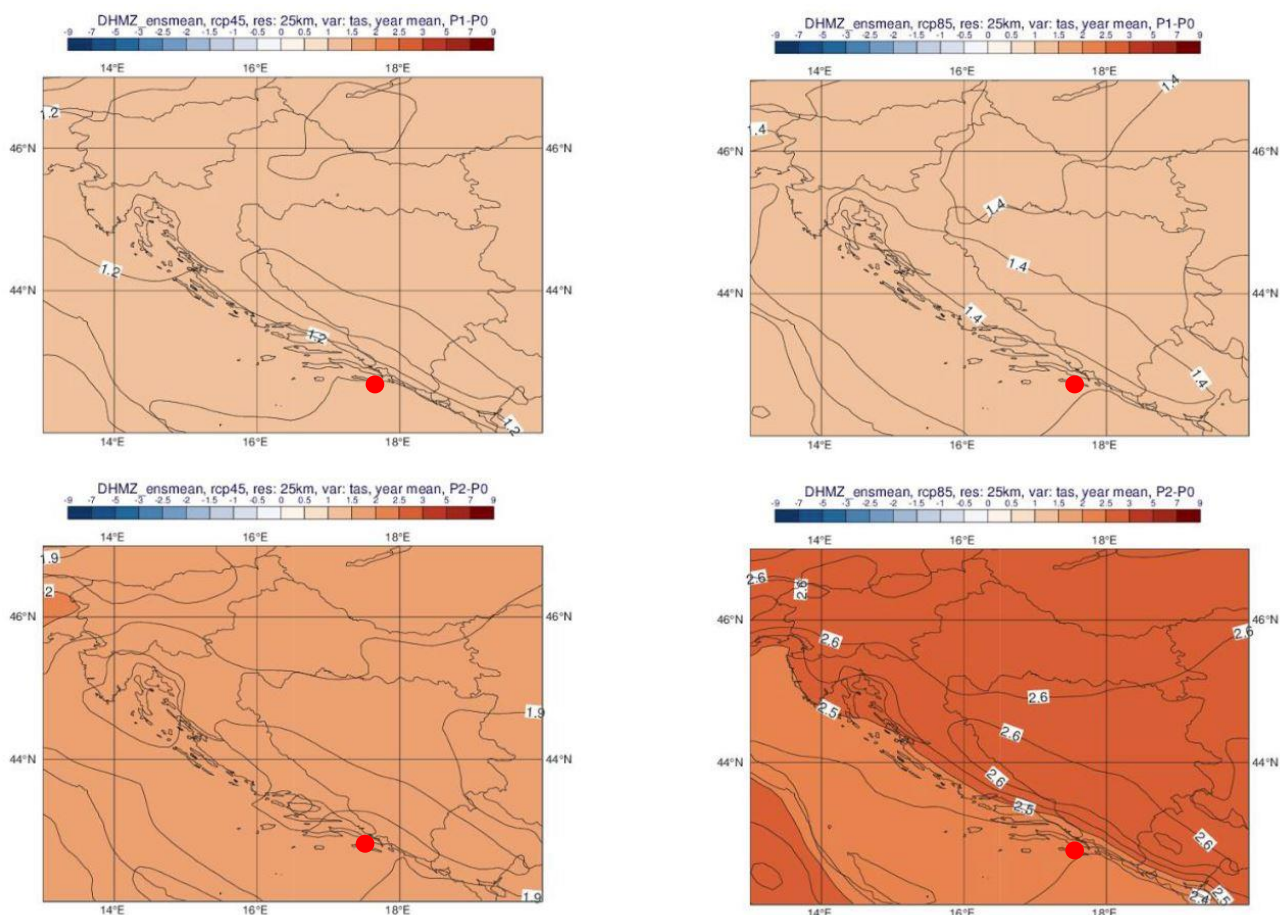 DHMZ_ensmean, rcp45, res: 25km, var: tas, year mean, P1-P0
-9 -7 -5 -3 -2.5 -2 -1.5 -1 -0.5 0 0.5 1 1.5 2 2.5 3 5 7 9
14°E 16°E 18°E
1.2
46°N
1.2
44°N
1.2
1.2
14°E 16°E 18°E
DHMZ_ensmean, rcp85, res: 25km, var: tas, year mean, P1-P0
-9 -7 -5 -3 -2.5 -2 -1.5 -1 -0.5 0 0.5 1 1.5 2 2.5 3 5 7 9
14°E 16°E 18°E
1.4
1.4
46°N 46°N
1.4
1.4
44°N 44°N
1.4
1.4
14°E 16°E 18°E
DHMZ_ensmean, rcp45, res: 25km, var: tas, year mean, P2-P0
-9 -7 -5 -3 -2.5 -2 -1.5 -1 -0.5 0 0.5 1 1.5 2 2.5 3 5 7 9
14°E 16°E 18°E
1.9
2
46°N
1.9
44°N
1.9
14°E 16°E 18°E
DHMZ_ensmean, rcp85, res: 25km, var: tas, year mean, P2-P0
-9 -7 -5 -3 -2.5 -2 -1.5 -1 -0.5 0 0.5 1 1.5 2 2.5 3 5 7 9
14°E 16°E 18°E
2.6 2.6
46°N 46°N
2.6 2.6
2.6
2.5
2.6
44°N 44°N
2.6
2.5
2.6
2.5
2.4
14°E 16°E 18°E